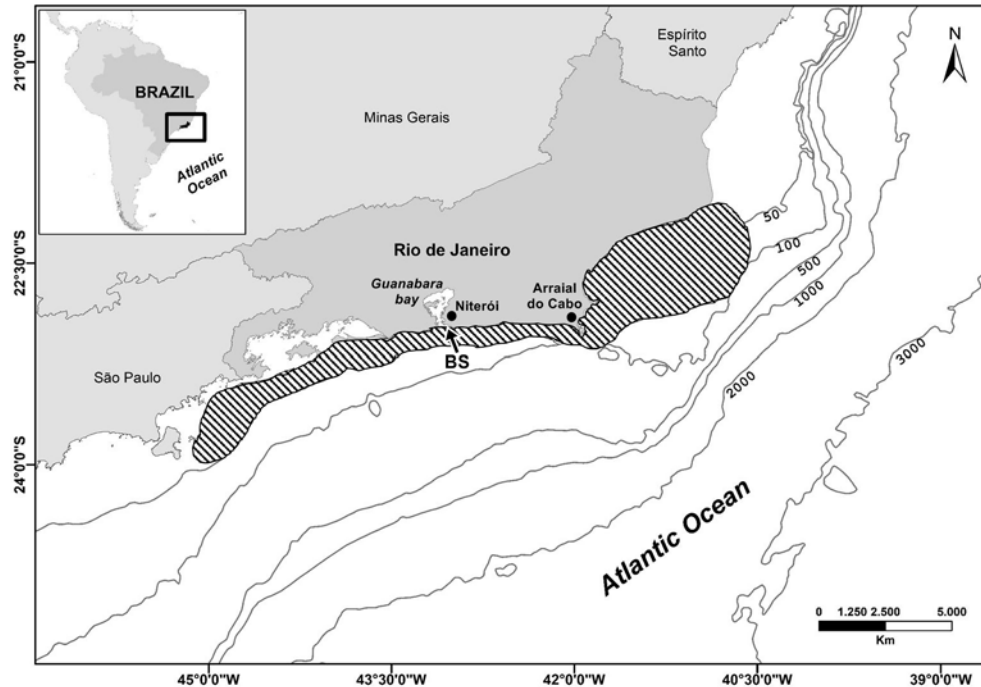 BRAZIL
Atlantic
Ocean
Espírito
Santo
N
Minas Gerais
50
100
500
1000
2000
3000
Rio de Janeiro
Guanabara
bay
Niterói
Arraial
do Cabo
BS
São Paulo
Atlantic Ocean
0 1.250 2.500 5.000
Km
21°0'0"S
22°30'0"S
24°0'0"S
45°0'0"W 43°30'0"W 42°0'0"W 40°30'0"W 39°0'0"W